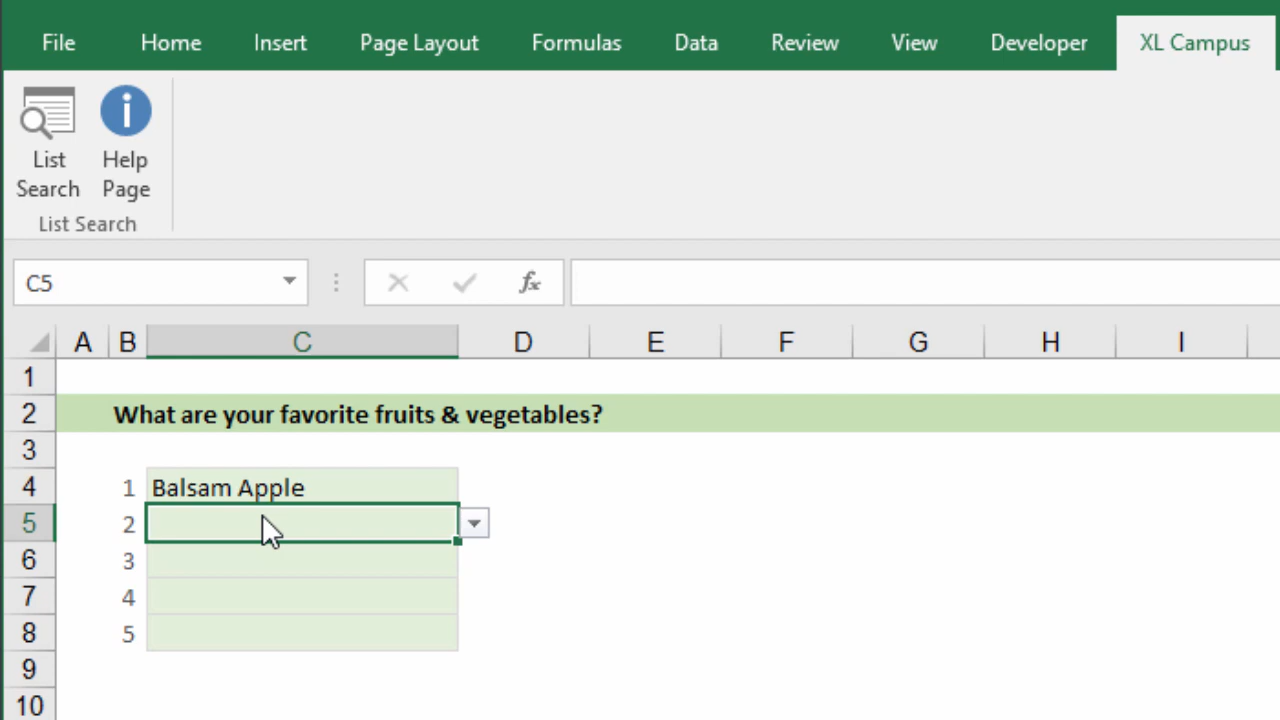 File Home Insert Page Layout Formulas Data Review View Developer XL Campus
List Search Help Page
List Search
C5 fx
A B C D E F G H I
1
2 What are your favorite fruits & vegetables?
3
4 1 Balsam Apple
5 2
6 3
7 4
8 5
9
10